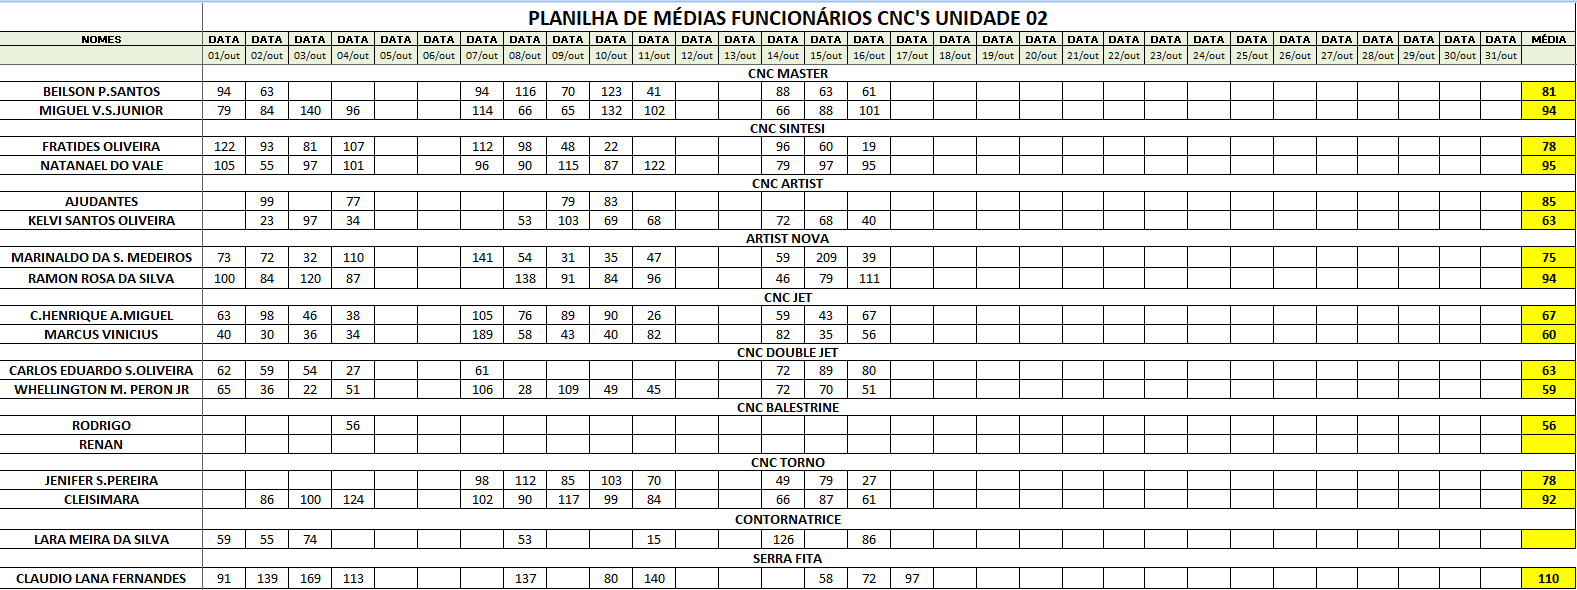 PLANILHA DE MÉDIAS FUNCIONÁRIOS CNC'S UNIDADE 02
NOMES DATA DATA DATA DATA DATA DATA DATA DATA DATA DATA DATA DATA DATA DATA DATA DATA DATA DATA DATA DATA DATA DATA DATA DATA DATA DATA DATA DATA DATA DATA DATA MÉDIA
01/out 02/out 03/out 04/out 05/out 06/out 07/out 08/out 09/out 10/out 11/out 12/out 13/out 14/out 15/out 16/out 17/out 18/out 19/out 20/out 21/out 22/out 23/out 24/out 25/out 26/out 27/out 28/out 29/out 30/out 31/out
CNC MASTER
BEILSON P.SANTOS 94 63 94 116 70 123 41 88 63 61 81
MIGUEL V.S.JUNIOR 79 84 140 96 114 66 65 132 102 66 88 101 94
CNC SINTESI
FRATIDES OLIVEIRA 122 93 81 107 112 98 48 22 96 60 19 78
NATANAEL DO VALE 105 55 97 101 96 90 115 87 122 79 97 95 95
CNC ARTIST
AJUDANTES 99 77 79 83 85
KELVI SANTOS OLIVEIRA 23 97 34 53 103 69 68 72 68 40 63
ARTIST NOVA
MARINALDO DA S. MEDEIROS 73 72 32 110 141 54 31 35 47 59 209 39 75
RAMON ROSA DA SILVA 100 84 120 87 138 91 84 96 46 79 111 94
CNC JET
C.HENRIQUE A.MIGUEL 63 98 46 38 105 76 89 90 26 59 43 67 67
MARCUS VINICIUS 40 30 36 34 189 58 43 40 82 82 35 56 60
CNC DOUBLE JET
CARLOS EDUARDO S.OLIVEIRA 62 59 54 27 61 72 89 80 63
WHELLINGTON M. PERON JR 65 36 22 51 106 28 109 49 45 72 70 51 59
CNC BALESTRINE
RODRIGO 56 56
RENAN
CNC TORNO
JENIFER S.PEREIRA 98 112 85 103 70 49 79 27 78
CLEISIMARA 86 100 124 102 90 117 99 84 66 87 61 92
CONTORNATRICE
LARA MEIRA DA SILVA 59 55 74 53 15 126 86
SERRA FITA
CLAUDIO LANA FERNANDES 91 139 169 113 137 80 140 58 72 97 110